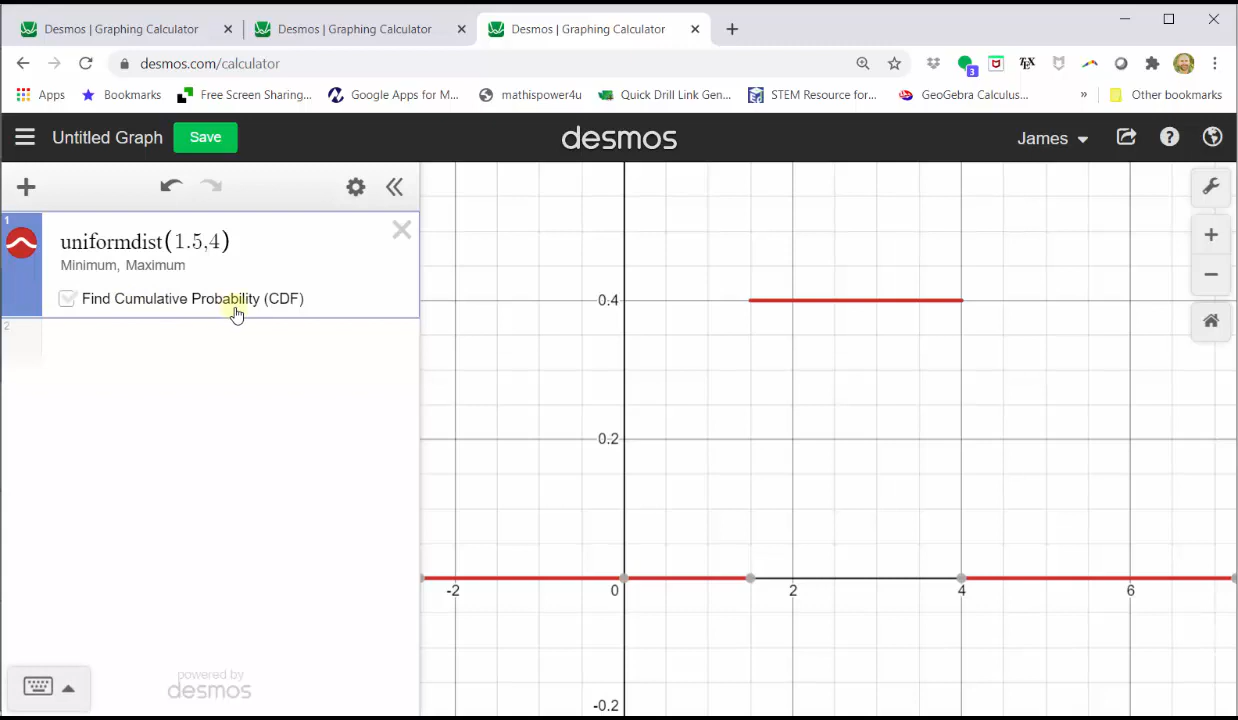 Desmos | Graphing Calculator
Desmos | Graphing Calculator
Desmos | Graphing Calculator
desmos.com/calculator
3
TEX
Apps
Bookmarks
Free Screen Sharing...
Google Apps for M...
mathispower4u
Quick Drill Link Gen...
STEM Resource for...
GeoGebra Calculus...
»
Other bookmarks
Untitled Graph
Save
desmos
James
1
uniformdist(1.5,4)
Minimum, Maximum
Find Cumulative Probability (CDF)
2
0.4
0.2
-2
0
2
4
6
-0.2
powered by
desmos